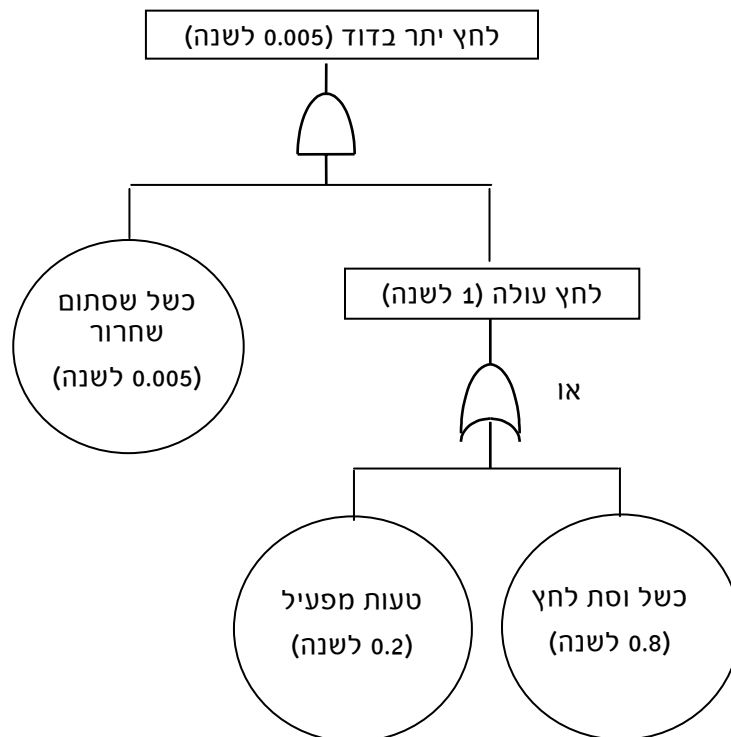 לחץ יתר בדוד (0.005 לשנה)
כשל שסתום
שחרור
(0.005 לשנה)
לחץ עולה (1 לשנה)
או
כשל וסת לחץ
(0.8 לשנה)
טעות מפעיל
(0.2 לשנה)